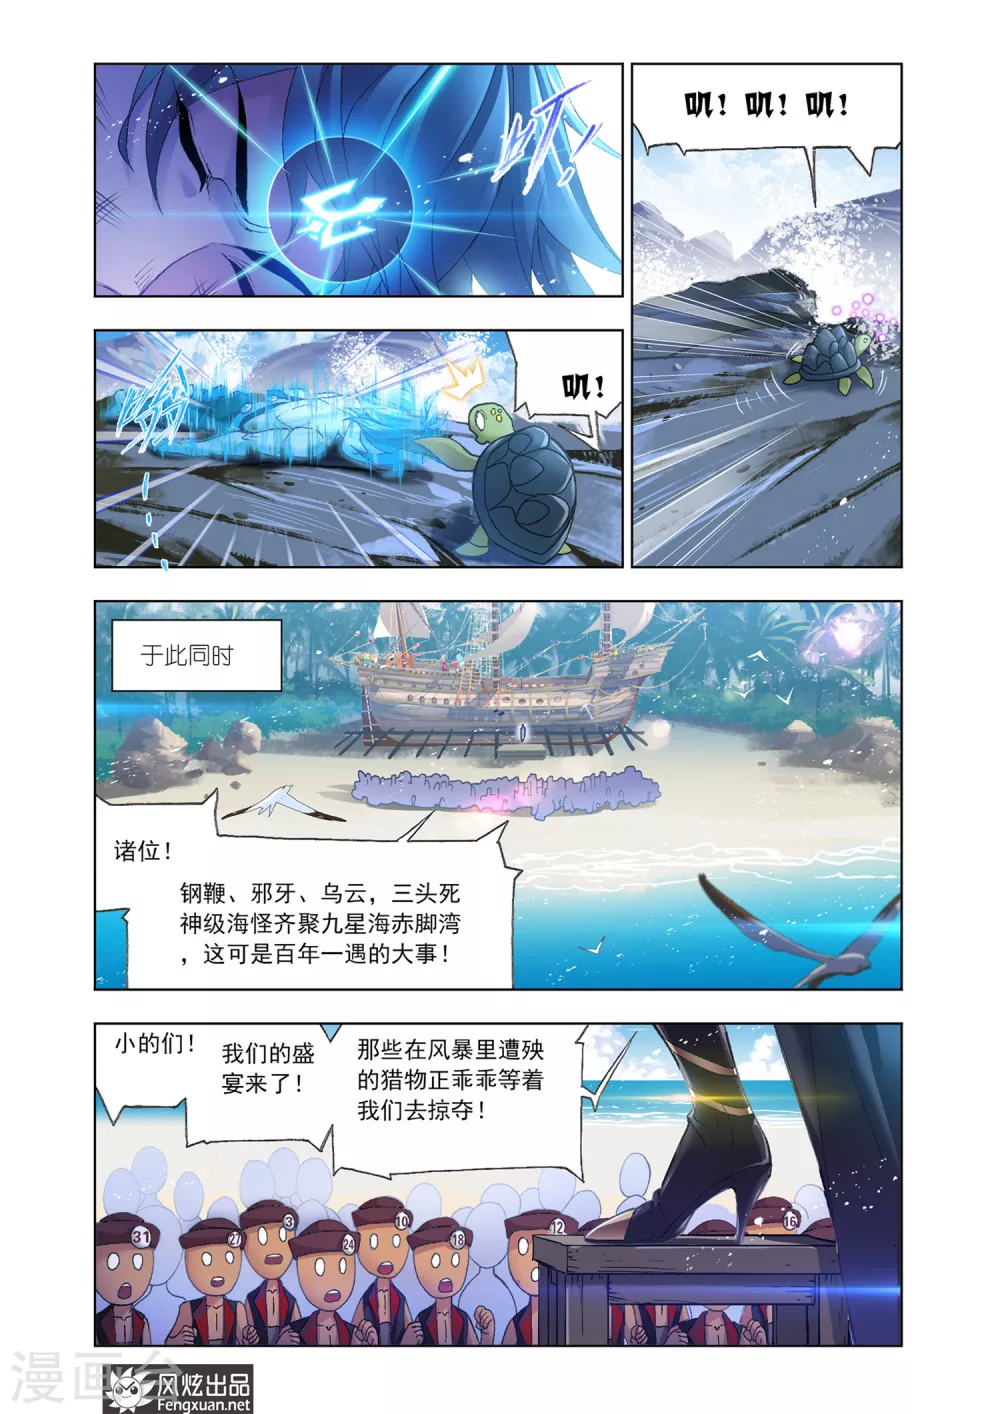 叮
叽！叽！叽！
叽！
于此同时
诸位！
钢鞭、邪牙、乌云，三头死
神级海怪齐聚九星海赤脚湾
，这可是百年一遇的大事！
小的们！
我们的盛
宴来了！
那些在风暴里遭殃
的猎物正乖乖等着
我们去掠夺！
31
27
3
24
10
18
12
16
漫画台
风炫出品
Fengxuan.net